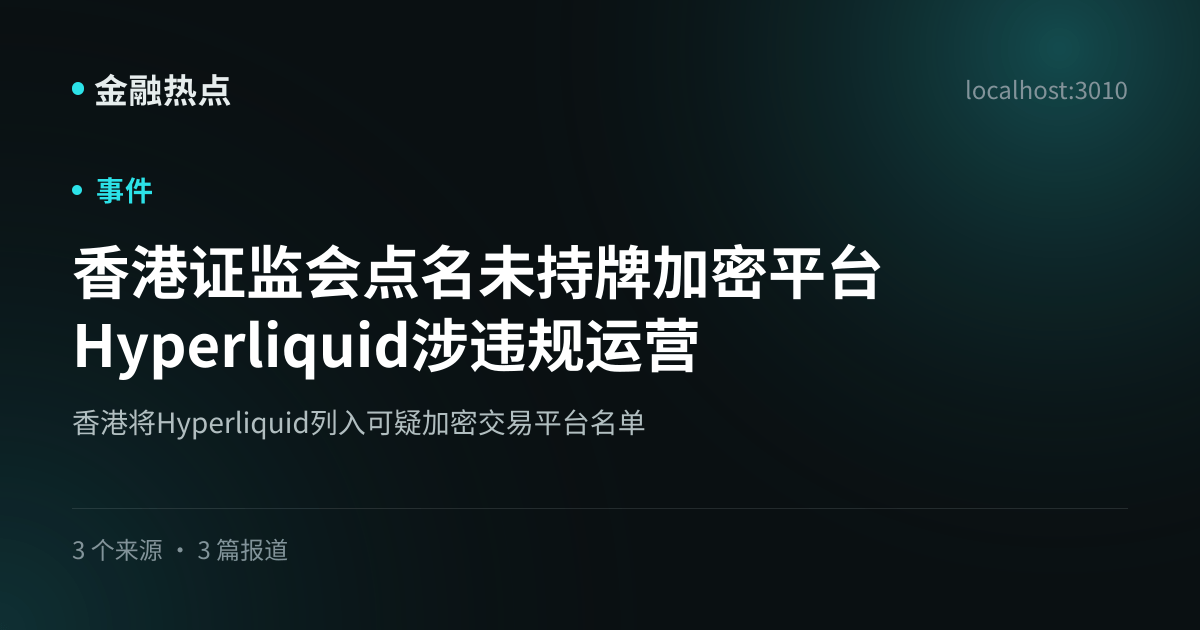 金融热点
localhost:3010
事件
香港证监会点名未持牌加密平台
Hyperliquid涉违规运营
香港将Hyperliquid列入可疑加密交易平台名单
3 个来源 · 3 篇报道